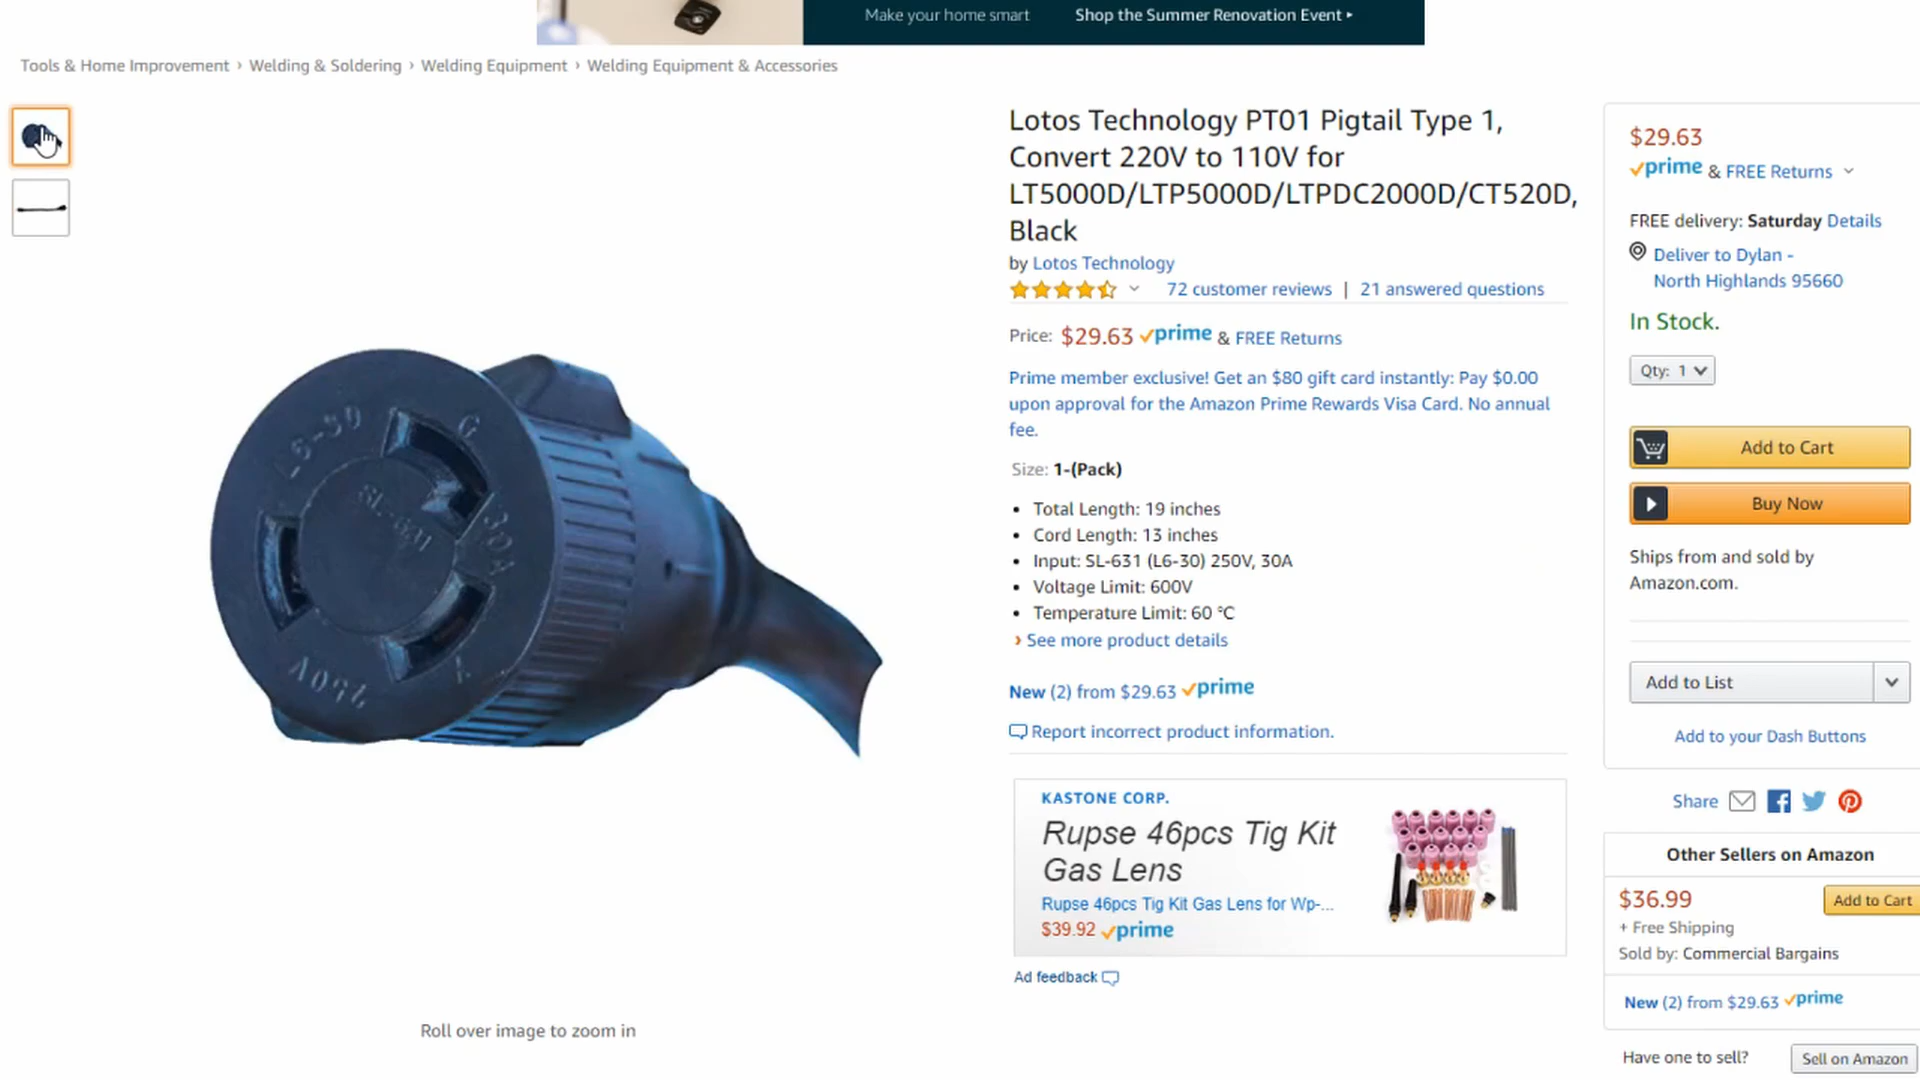 Make your home smart Shop the Summer Renovation Event ▸
Tools & Home Improvement › Welding & Soldering › Welding Equipment › Welding Equipment & Accessories
L6-30
G
SL-631
30A
Y
250V
Roll over image to zoom in
Lotos Technology PT01 Pigtail Type 1,
Convert 220V to 110V for
LT5000D/LTP5000D/LTPDC2000D/CT520D,
Black
by Lotos Technology
72 customer reviews | 21 answered questions
Price: $29.63 prime & FREE Returns
Prime member exclusive! Get an $80 gift card instantly: Pay $0.00
upon approval for the Amazon Prime Rewards Visa Card. No annual
fee.
Size: 1-(Pack)
• Total Length: 19 inches
• Cord Length: 13 inches
• Input: SL-631 (L6-30) 250V, 30A
• Voltage Limit: 600V
• Temperature Limit: 60 ℃
› See more product details
New (2) from $29.63 prime
Report incorrect product information.
KASTONE CORP.
Rupse 46pcs Tig Kit
Gas Lens
Rupse 46pcs Tig Kit Gas Lens for Wp-...
$39.92 prime
Ad feedback
$29.63
prime & FREE Returns
FREE delivery: Saturday Details
Deliver to Dylan -
North Highlands 95660
In Stock.
Qty: 1
Add to Cart
Buy Now
Ships from and sold by
Amazon.com.
Add to List
Add to your Dash Buttons
Share
Other Sellers on Amazon
$36.99 Add to Cart
+ Free Shipping
Sold by: Commercial Bargains
New (2) from $29.63 prime
Have one to sell? Sell on Amazon